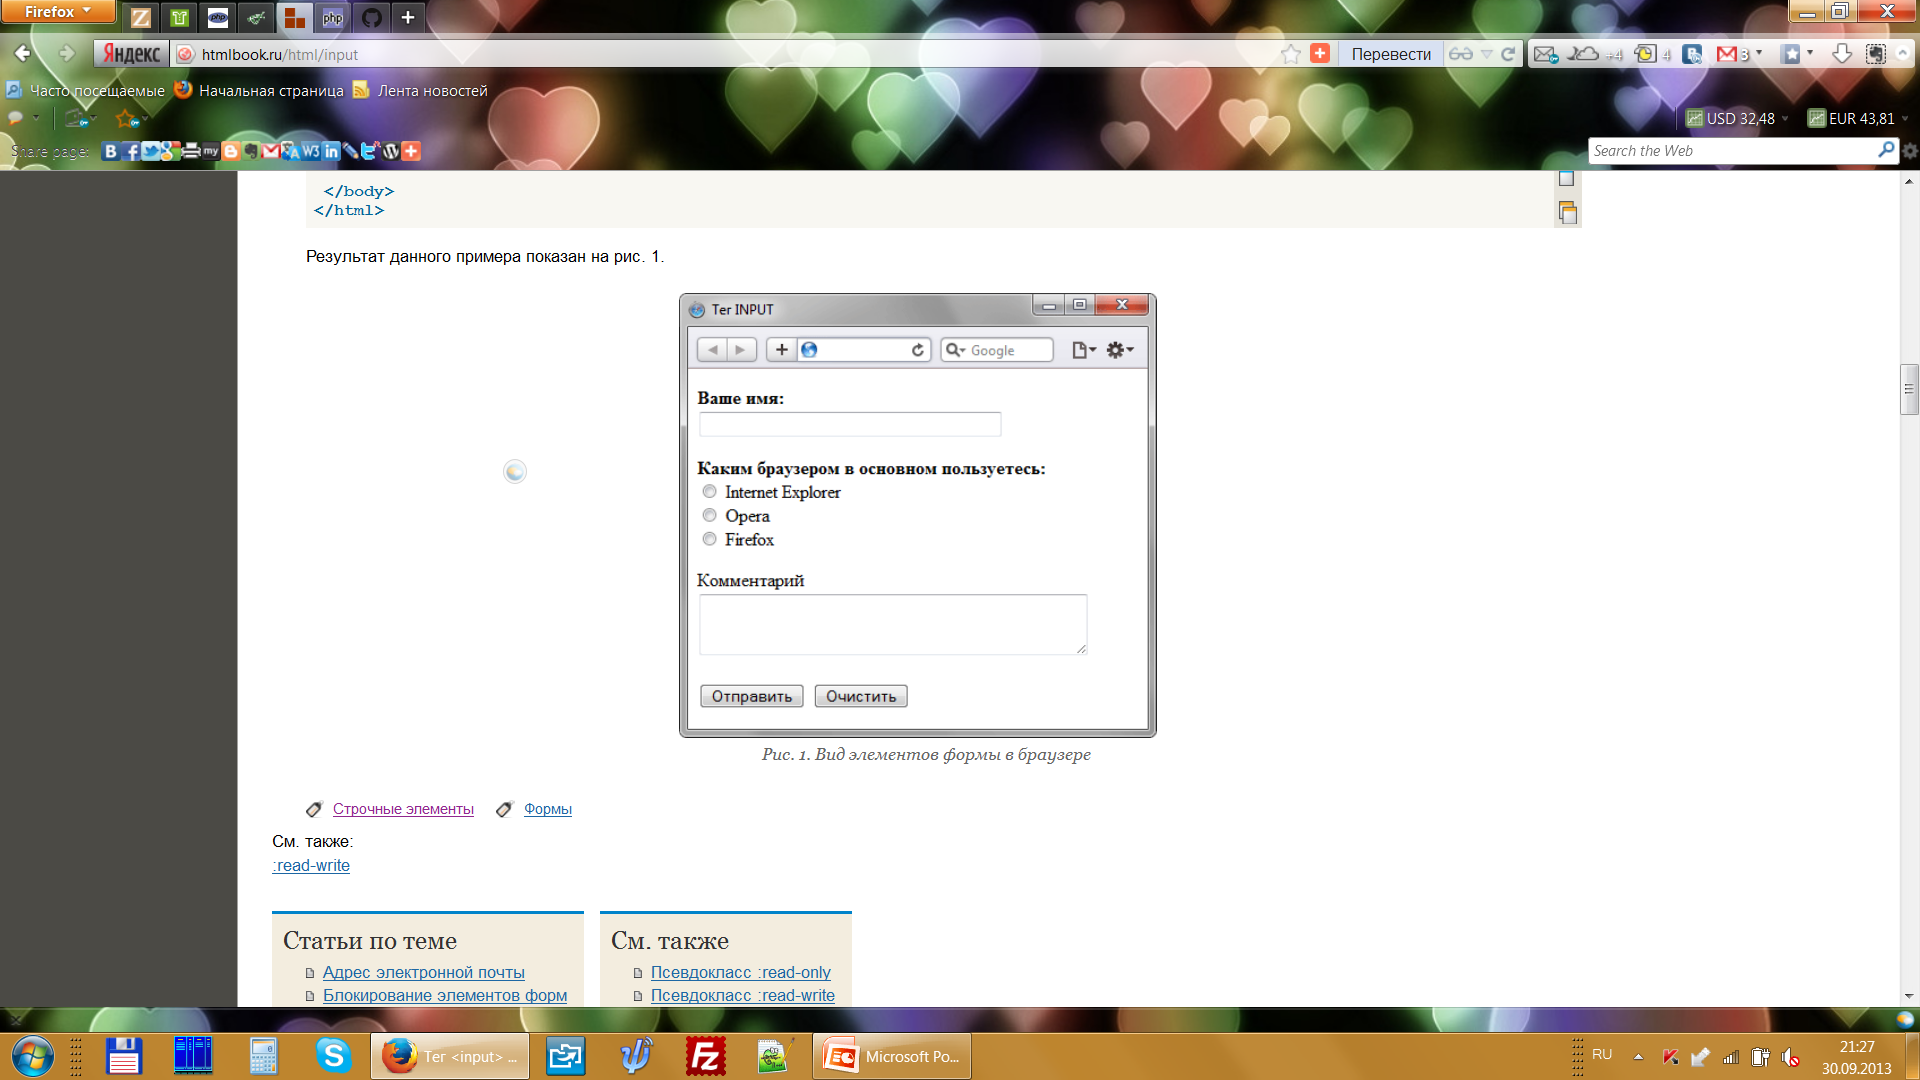 Firefox
Яндекс
htmlbook.ru/html/input
Перевести
+4
4
3
Часто посещаемые
Начальная страница
Лента новостей
USD 32,48
EUR 43,81
Share page:
Search the Web
</body>
</html>
Результат данного примера показан на рис. 1.
Тег INPUT
Google
Ваше имя:
Каким браузером в основном пользуетесь:
Internet Explorer
Opera
Firefox
Комментарий
Отправить
Очистить
Рис. 1. Вид элементов формы в браузере
Строчные элементы
Формы
См. также:
:read-write
Статьи по теме
Адрес электронной почты
Блокирование элементов форм
См. также
Псевдокласс :read-only
Псевдокласс :read-write
Тег <input> ...
Microsoft Po...
RU
21:27
30.09.2013